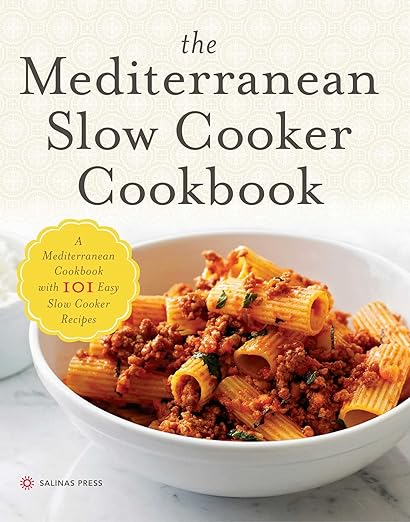 the
Mediterranean
Slow Cooker
Cookbook
A
Mediterranean
Cookbook
with 101 Easy
Slow Cooker
Recipes
SALINAS PRESS